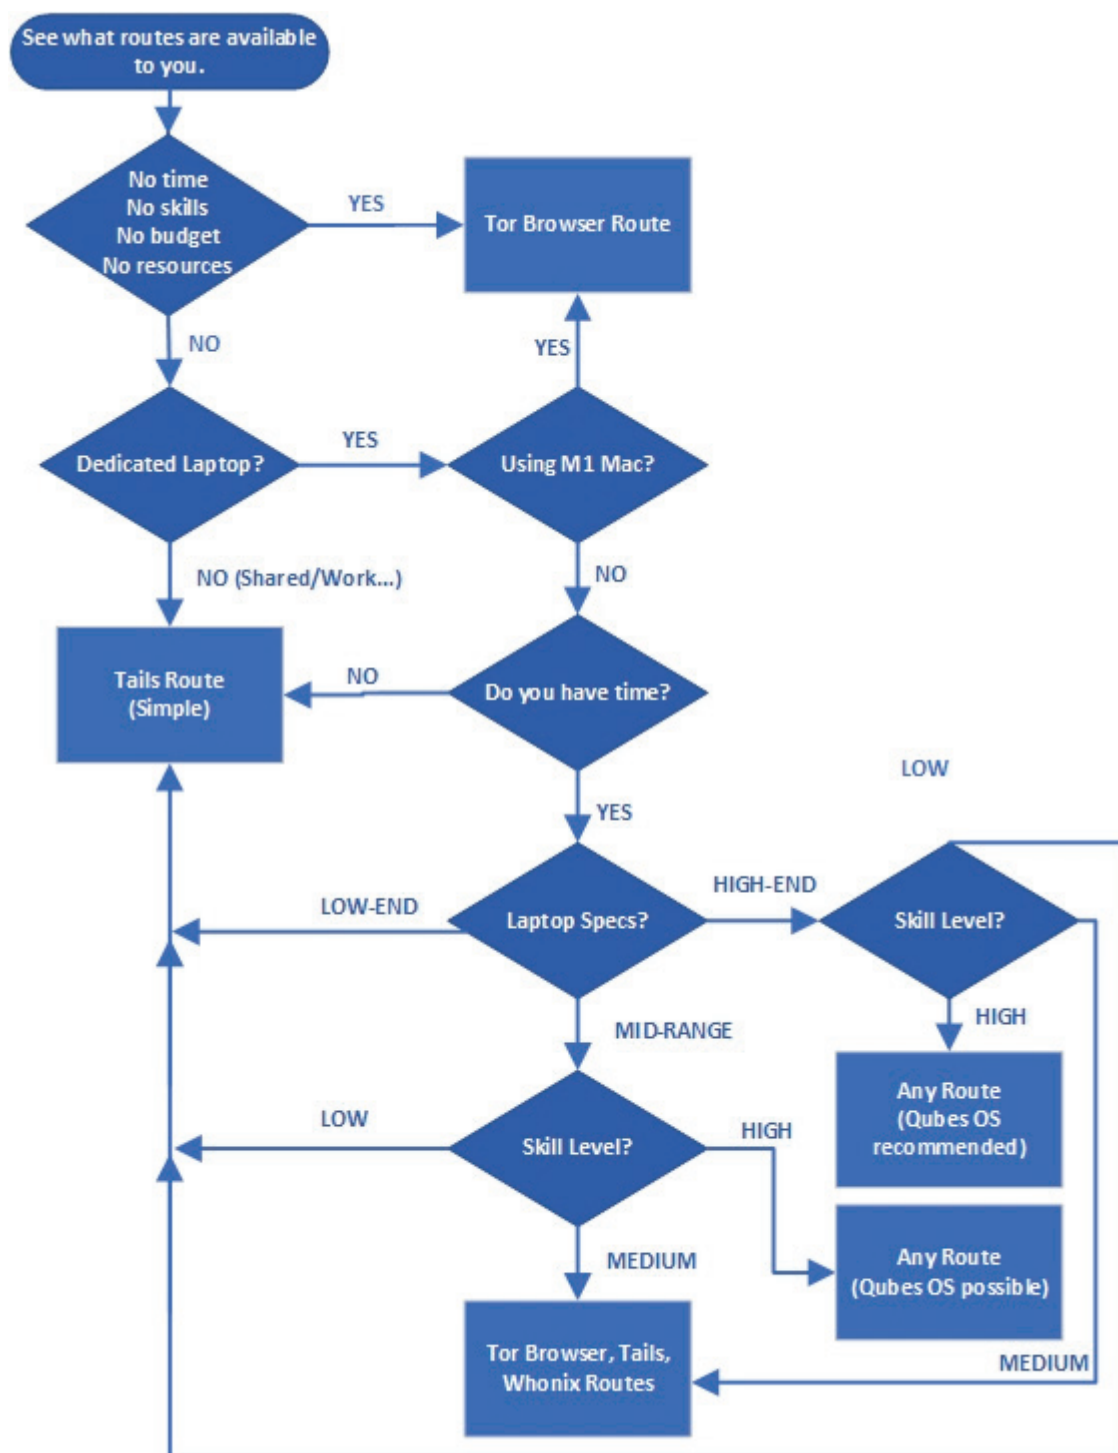 See what routes are available
to you.
No time
No skills
No budget
No resources
YES
Tor Browser Route
NO
YES
Dedicated Laptop?
YES
Using M1 Mac?
NO (Shared/Work...)
NO
Tails Route
(Simple)
NO
Do you have time?
LOW
YES
LOW-END
Laptop Specs?
HIGH-END
Skill Level?
MID-RANGE
HIGH
Any Route
(Qubes OS
recommended)
LOW
Skill Level?
HIGH
MEDIUM
Any Route
(Qubes OS possible)
Tor Browser, Tails,
Whonix Routes
MEDIUM